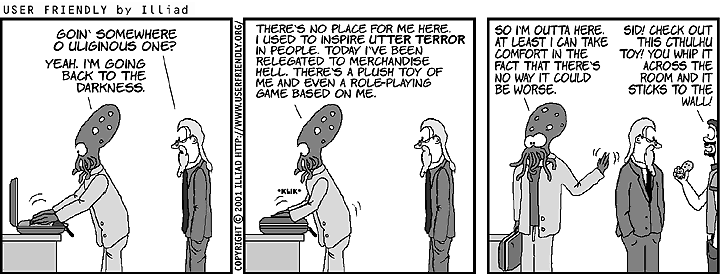 USER FRIENDLY by Illiad
GOIN' SOMEWHERE
O ULIGINOUS ONE?
YEAH. I'M GOING
BACK TO THE
DARKNESS.
COPYRIGHT © 2001 ILLIAD HTTP://WWW.USERFRIENDLY.ORG/
THERE'S NO PLACE FOR ME HERE.
I USED TO INSPIRE UTTER TERROR
IN PEOPLE. TODAY I'VE BEEN
RELEGATED TO MERCHANDISE
HELL. THERE'S A PLUSH TOY OF
ME AND EVEN A ROLE-PLAYING
GAME BASED ON ME.
*KLIK*
SO I'M OUTTA HERE.
AT LEAST I CAN TAKE
COMFORT IN THE
FACT THAT THERE'S
NO WAY IT COULD
BE WORSE.
SID! CHECK OUT
THIS CTHULHU
TOY! YOU WHIP IT
ACROSS THE
ROOM AND IT
STICKS TO THE
WALL!